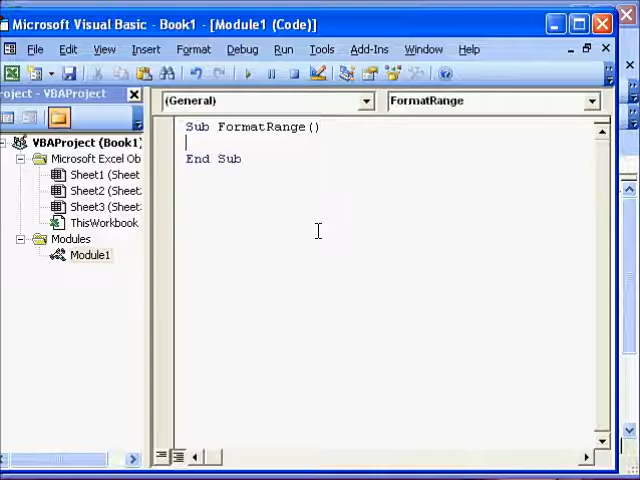 Microsoft Visual Basic - Book1 - [Module1 (Code)]
File Edit View Insert Format Debug Run Tools Add-Ins Window Help
roject - VBAProject
(General)
FormatRange
VBAProject (Book1)
Microsoft Excel Ob
Sheet1 (Sheet
Sheet2 (Sheet
Sheet3 (Sheet
ThisWorkbook
Modules
Module1
Sub FormatRange()
End Sub